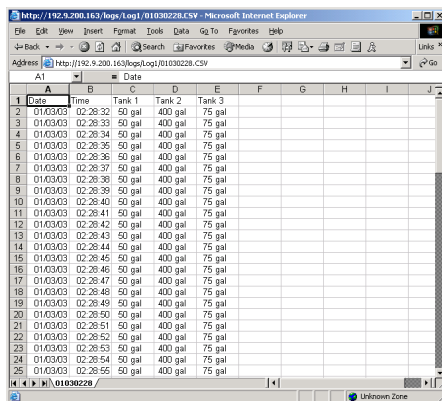 http://192.9.200.163/logs/Log1/01030228.CSV - Microsoft Internet Explorer
File Edit View Insert Format Tools Data Go To Favorites Help
Back Search Favorites Media Links »
Address http://192.9.200.163/logs/Log1/01030228.CSV Go
A1 = Date
A B C D E F G H I J
1 Date Time Tank 1 Tank 2 Tank 3
2 01/03/03 02:28:32 50 gal 400 gal 75 gal
3 01/03/03 02:28:33 50 gal 400 gal 75 gal
4 01/03/03 02:28:34 50 gal 400 gal 75 gal
5 01/03/03 02:28:35 50 gal 400 gal 75 gal
6 01/03/03 02:28:36 50 gal 400 gal 75 gal
7 01/03/03 02:28:37 50 gal 400 gal 75 gal
8 01/03/03 02:28:38 50 gal 400 gal 75 gal
9 01/03/03 02:28:39 50 gal 400 gal 75 gal
10 01/03/03 02:28:40 50 gal 400 gal 75 gal
11 01/03/03 02:28:41 50 gal 400 gal 75 gal
12 01/03/03 02:28:42 50 gal 400 gal 75 gal
13 01/03/03 02:28:43 50 gal 400 gal 75 gal
14 01/03/03 02:28:44 50 gal 400 gal 75 gal
15 01/03/03 02:28:45 50 gal 400 gal 75 gal
16 01/03/03 02:28:46 50 gal 400 gal 75 gal
17 01/03/03 02:28:47 50 gal 400 gal 75 gal
18 01/03/03 02:28:48 50 gal 400 gal 75 gal
19 01/03/03 02:28:49 50 gal 400 gal 75 gal
20 01/03/03 02:28:50 50 gal 400 gal 75 gal
21 01/03/03 02:28:51 50 gal 400 gal 75 gal
22 01/03/03 02:28:52 50 gal 400 gal 75 gal
23 01/03/03 02:28:53 50 gal 400 gal 75 gal
24 01/03/03 02:28:54 50 gal 400 gal 75 gal
25 01/03/03 02:28:55 50 gal 400 gal 75 gal
01030228
Unknown Zone